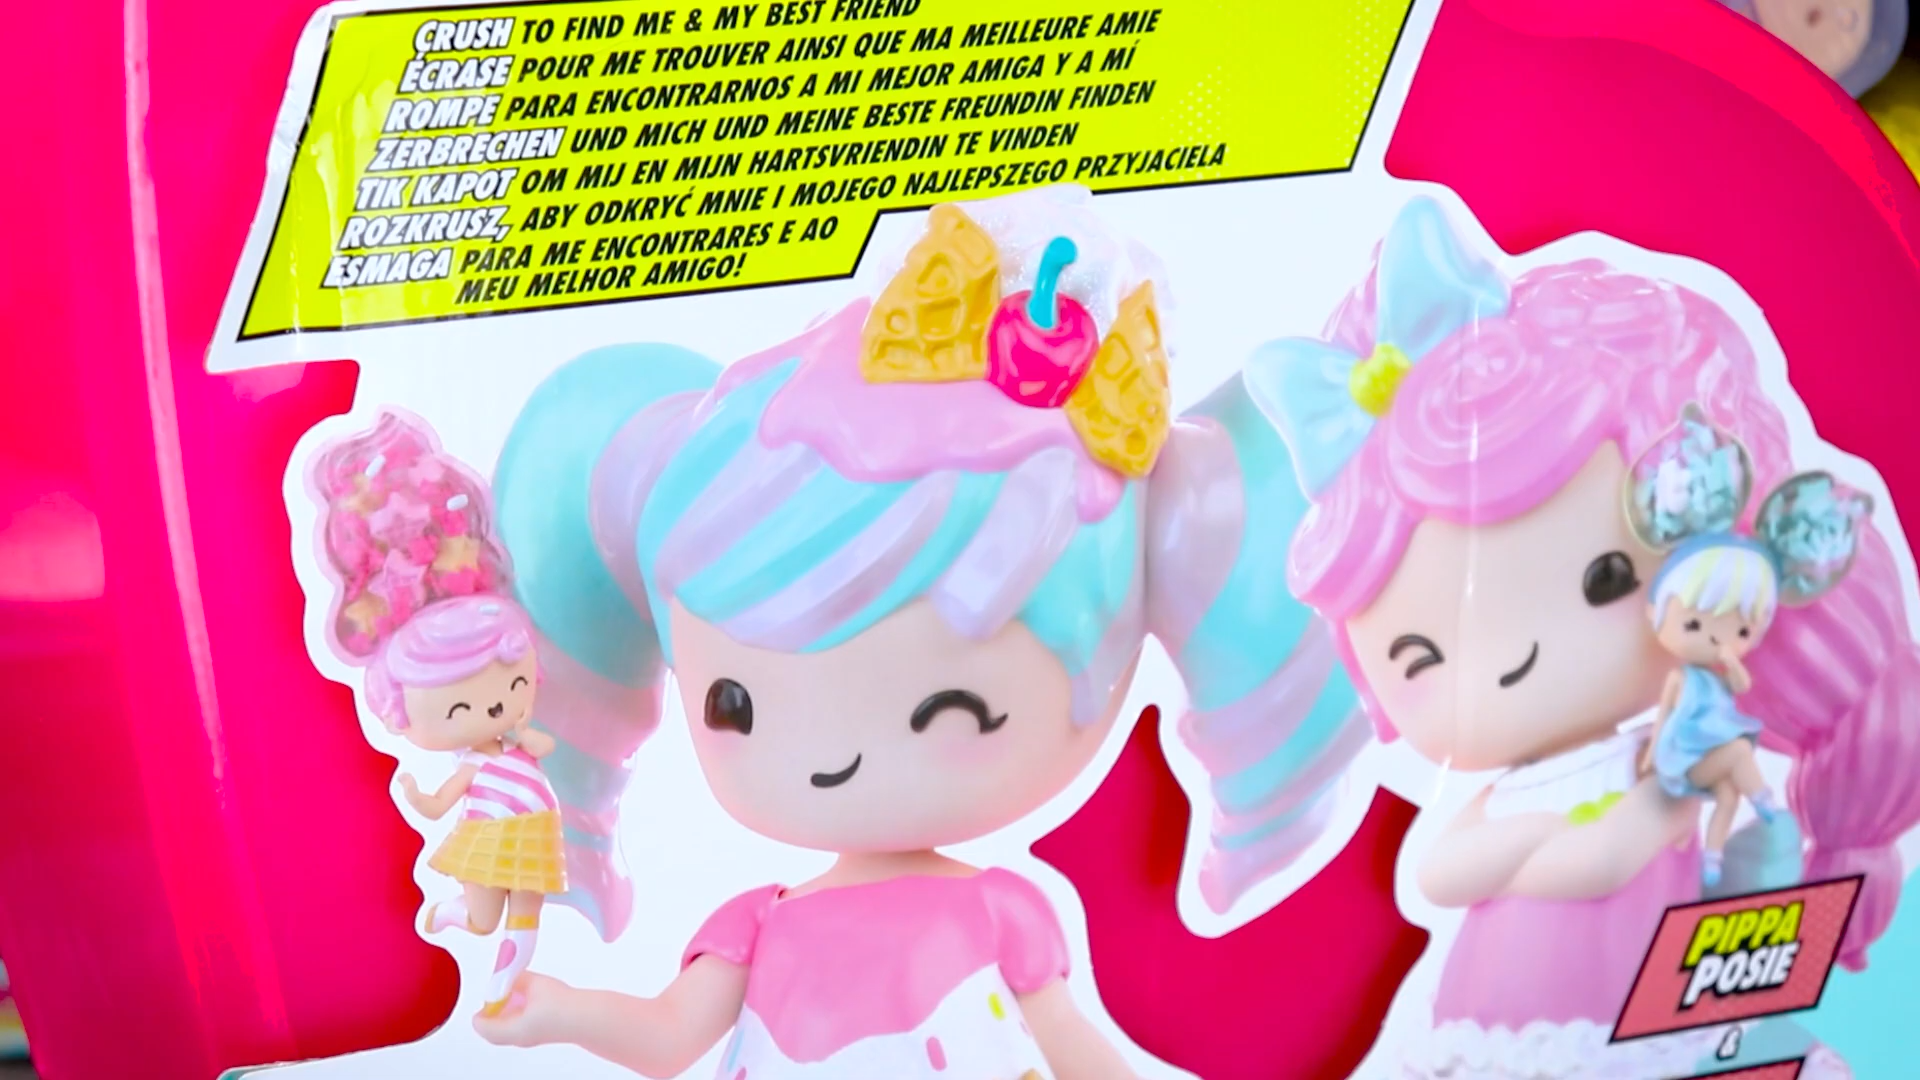 CRUSH TO FIND ME & MY BEST FRIEND
ÉCRASE POUR ME TROUVER AINSI QUE MA MEILLEURE AMIE
ROMPE PARA ENCONTRARNOS A MI MEJOR AMIGA Y A MÍ
ZERBRECHEN UND MICH UND MEINE BESTE FREUNDIN FINDEN
TIK KAPOT OM MIJ EN MIJN HARTSVRIENDIN TE VINDEN
ROZKRUSZ, ABY ODKRYĆ MNIE I MOJEGO NAJLEPSZEGO PRZYJACIELA
ESMAGA PARA ME ENCONTRARES E AO
MEU MELHOR AMIGO!
PIPPA
POSIE
&